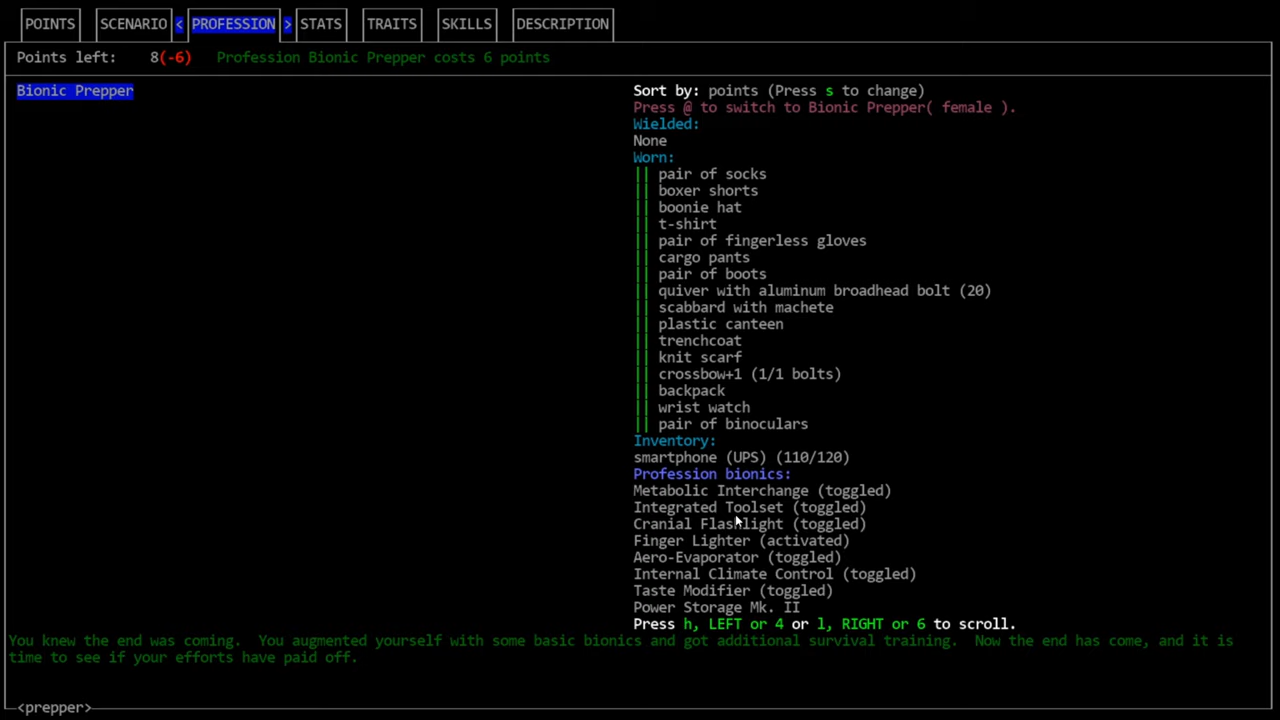 POINTS SCENARIO < PROFESSION > STATS TRAITS SKILLS DESCRIPTION
Points left: 8(-6) Profession Bionic Prepper costs 6 points
Bionic Prepper
Sort by: points (Press s to change)
Press @ to switch to Bionic Prepper( female ).
Wielded:
None
Worn:
|| pair of socks
|| boxer shorts
|| boonie hat
|| t-shirt
|| pair of fingerless gloves
|| cargo pants
|| pair of boots
|| quiver with aluminum broadhead bolt (20)
|| scabbard with machete
|| plastic canteen
|| trenchcoat
|| knit scarf
|| crossbow+1 (1/1 bolts)
|| backpack
|| wrist watch
|| pair of binoculars
Inventory:
smartphone (UPS) (110/120)
Profession bionics:
Metabolic Interchange (toggled)
Integrated Toolset (toggled)
Cranial Flashlight (toggled)
Finger Lighter (activated)
Aero-Evaporator (toggled)
Internal Climate Control (toggled)
Taste Modifier (toggled)
Power Storage Mk. II
Press h, LEFT or 4 or l, RIGHT or 6 to scroll.
You knew the end was coming.  You augmented yourself with some basic bionics and got additional survival training.  Now the end has come, and it is
time to see if your efforts have paid off.
<prepper>